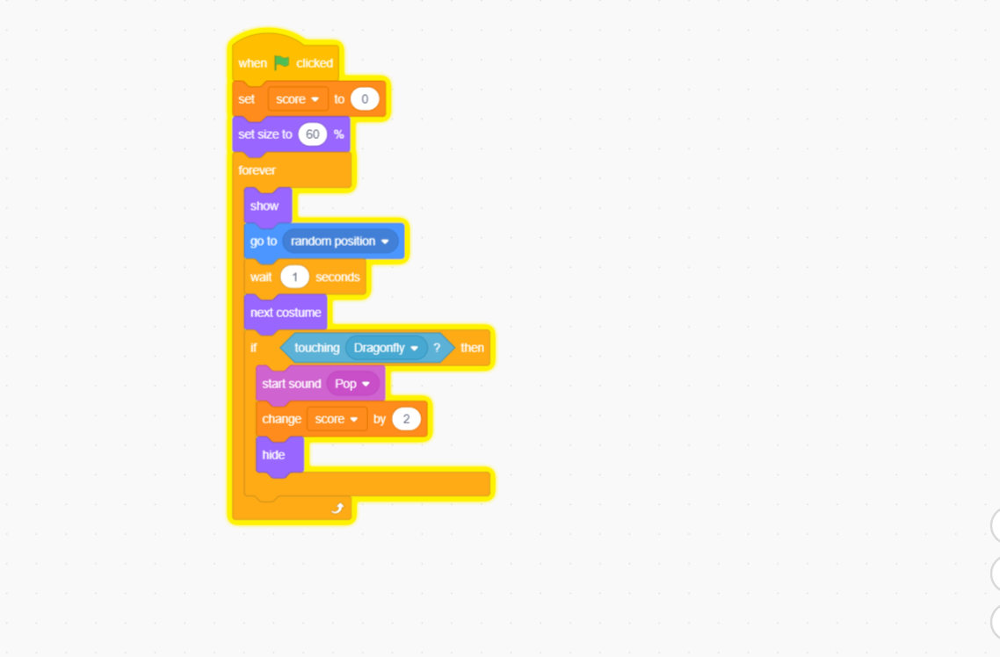 when clicked
set score to 0
set size to 60 %
forever
show
go to random position
wait 1 seconds
next costume
if touching Dragonfly ? then
start sound Pop
change score by 2
hide